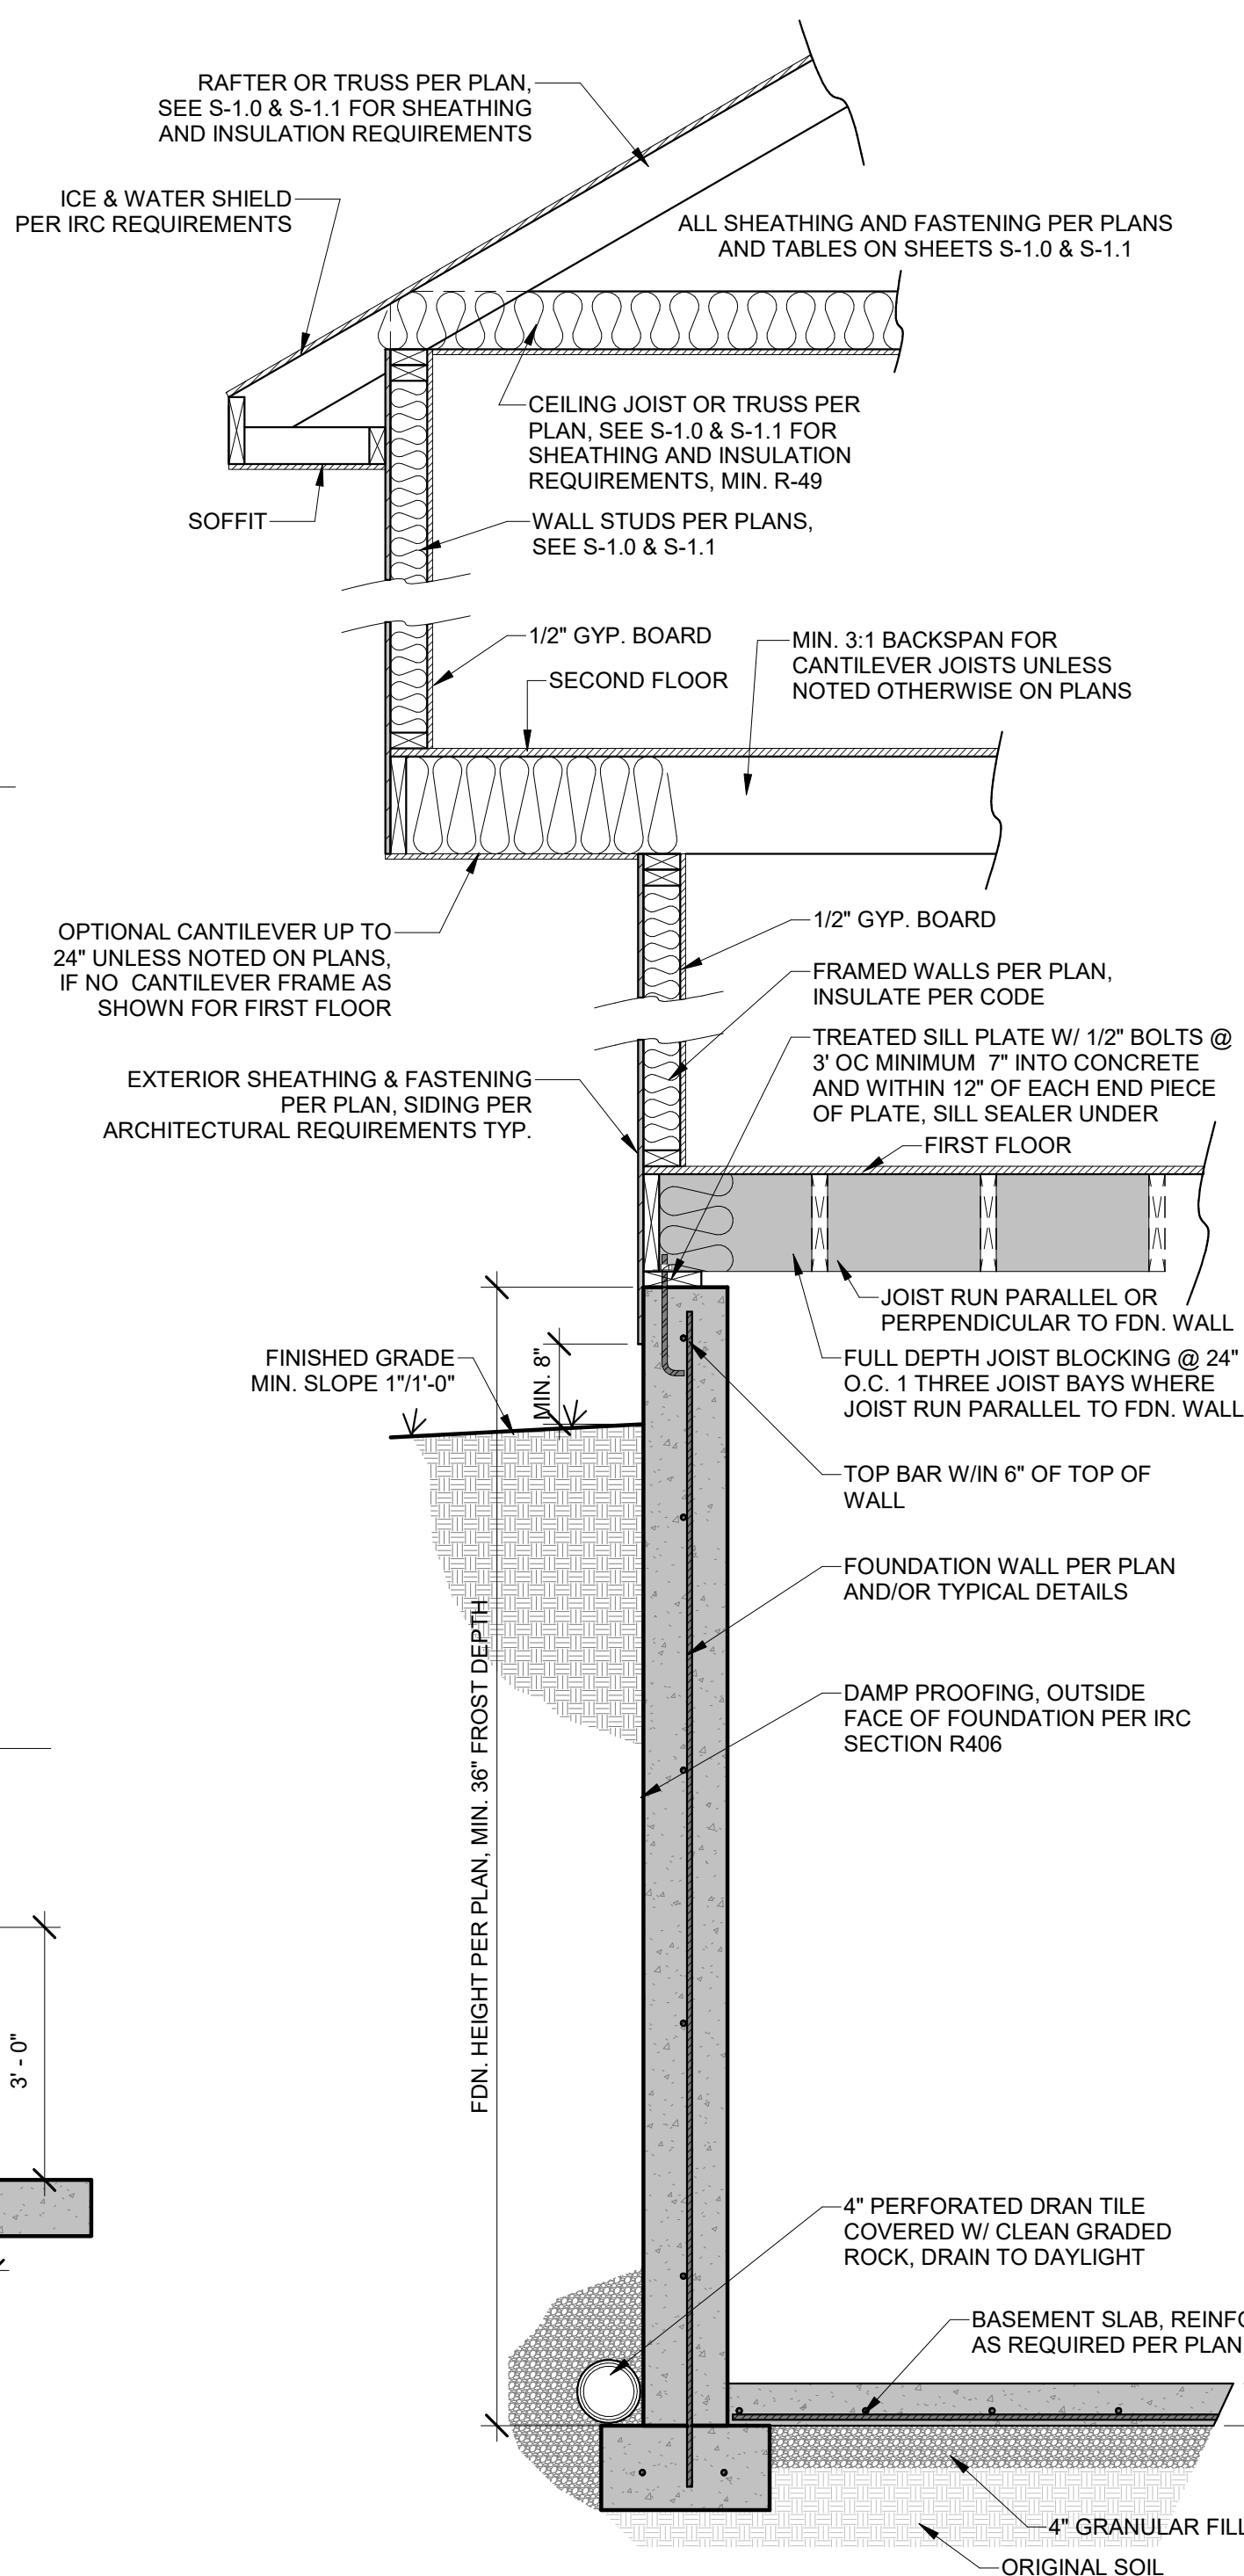 RAFTER OR TRUSS PER PLAN,
SEE S-1.0 & S-1.1 FOR SHEATHING
AND INSULATION REQUIREMENTS
ICE & WATER SHIELD
PER IRC REQUIREMENTS
ALL SHEATHING AND FASTENING PER PLANS
AND TABLES ON SHEETS S-1.0 & S-1.1
CEILING JOIST OR TRUSS PER
PLAN, SEE S-1.0 & S-1.1 FOR
SHEATHING AND INSULATION
REQUIREMENTS, MIN. R-49
SOFFIT
WALL STUDS PER PLANS,
SEE S-1.0 & S-1.1
1/2" GYP. BOARD
SECOND FLOOR
MIN. 3:1 BACKSPAN FOR
CANTILEVER JOISTS UNLESS
NOTED OTHERWISE ON PLANS
OPTIONAL CANTILEVER UP TO
24" UNLESS NOTED ON PLANS,
IF NO CANTILEVER FRAME AS
SHOWN FOR FIRST FLOOR
1/2" GYP. BOARD
FRAMED WALLS PER PLAN,
INSULATE PER CODE
TREATED SILL PLATE W/ 1/2" BOLTS @
3' OC MINIMUM 7" INTO CONCRETE
AND WITHIN 12" OF EACH END PIECE
OF PLATE, SILL SEALER UNDER
EXTERIOR SHEATHING & FASTENING
PER PLAN, SIDING PER
ARCHITECTURAL REQUIREMENTS TYP.
FIRST FLOOR
JOIST RUN PARALLEL OR
PERPENDICULAR TO FDN. WALL
FINISHED GRADE
MIN. SLOPE 1"/1'-0"
MIN. 8"
FULL DEPTH JOIST BLOCKING @ 24"
O.C. 1 THREE JOIST BAYS WHERE
JOIST RUN PARALLEL TO FDN. WALL
TOP BAR W/IN 6" OF TOP OF
WALL
FOUNDATION WALL PER PLAN
AND/OR TYPICAL DETAILS
FDN. HEIGHT PER PLAN, MIN. 36" FROST DEPTH
DAMP PROOFING, OUTSIDE
FACE OF FOUNDATION PER IRC
SECTION R406
3' - 0"
4" PERFORATED DRAN TILE
COVERED W/ CLEAN GRADED
ROCK, DRAIN TO DAYLIGHT
BASEMENT SLAB, REINFO
AS REQUIRED PER PLAN
4" GRANULAR FILL
ORIGINAL SOIL